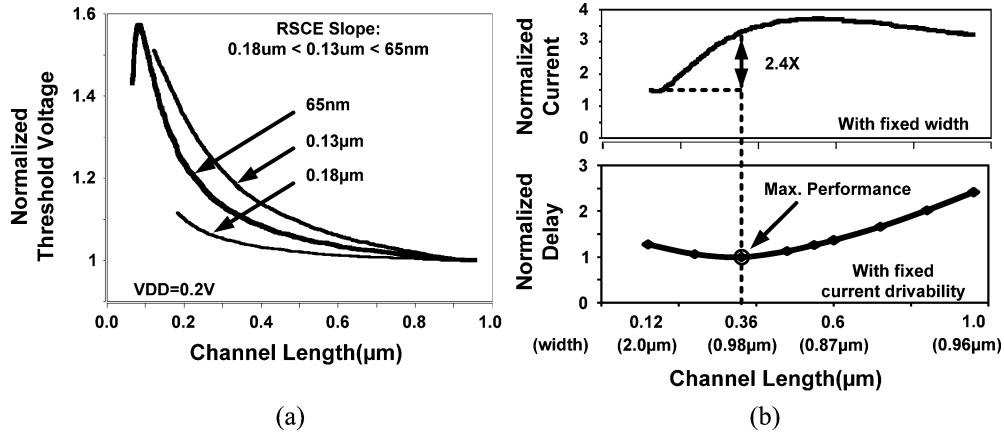 RSCE Slope:
0.18um < 0.13um < 65nm
65nm
0.13μm
0.18μm
VDD=0.2V
Normalized
Threshold Voltage
1.6
1.4
1.2
1
0.0
0.2
0.4
0.6
0.8
1.0
Channel Length(μm)
(a)
Normalized
Current
4
3
2
1
0
2.4X
With fixed width
Normalized
Delay
3
2
1
0
Max. Performance
With fixed
current drivability
0.12
0.36
0.6
1.0
(width)
(2.0μm)
(0.98μm)
(0.87μm)
(0.96μm)
Channel Length(μm)
(b)